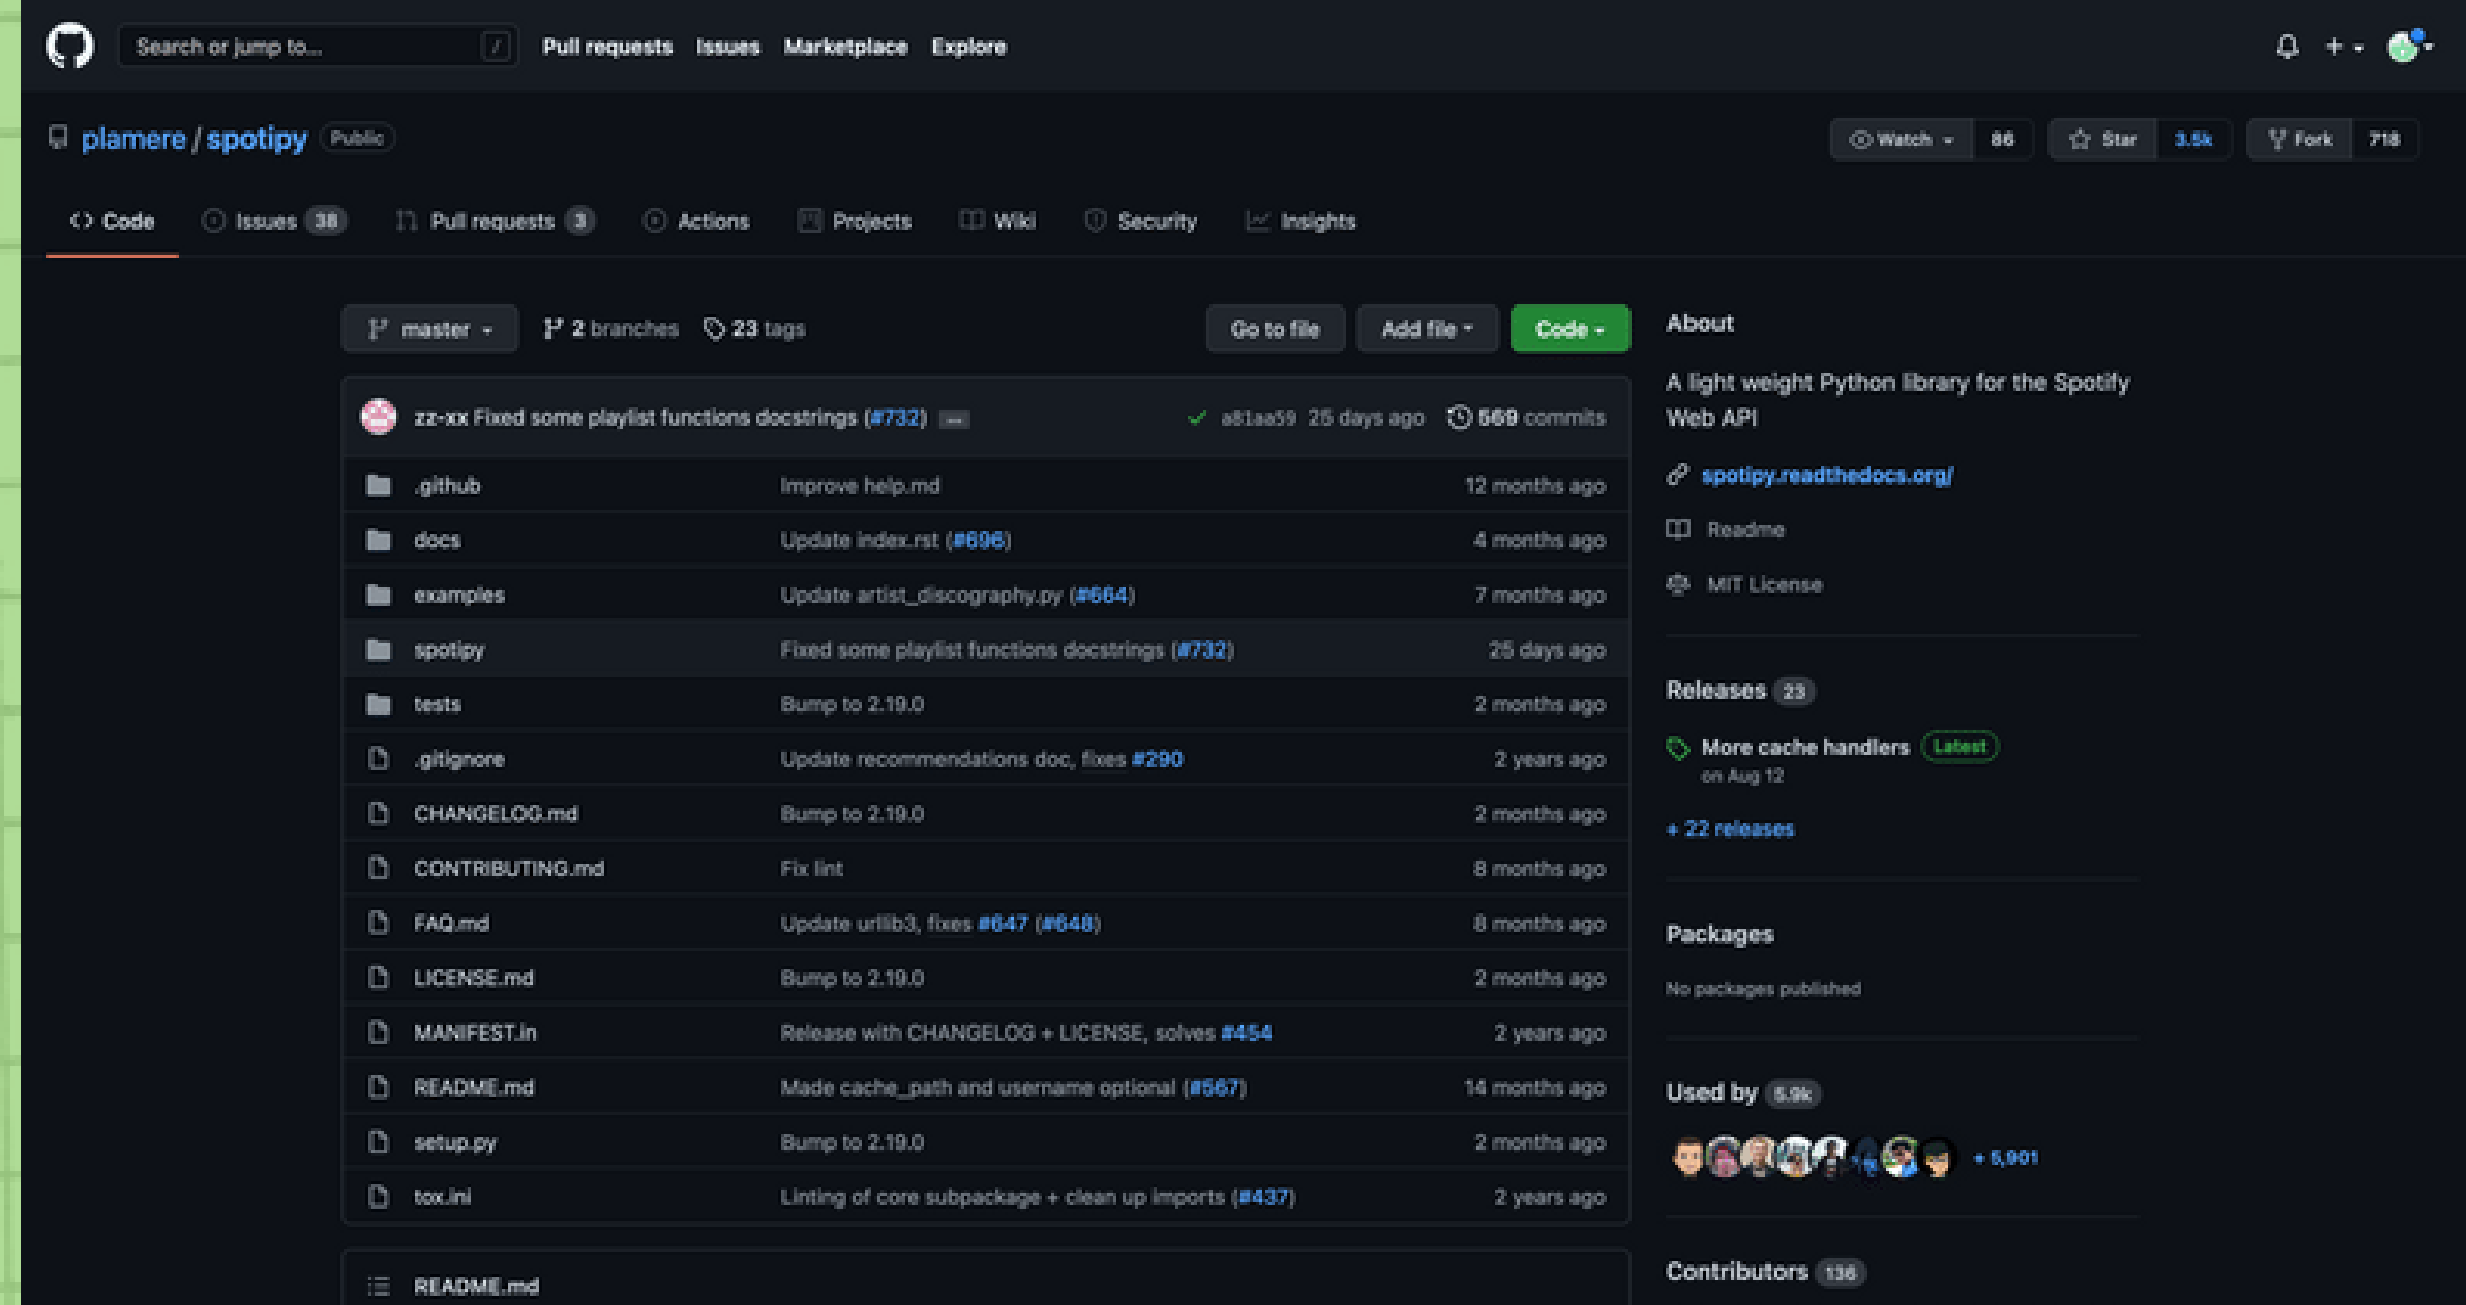 Search or jump to... / Pull requests Issues Marketplace Explore
plamere / spotipy Public Watch 86 Star 3.5k Fork 718
Code Issues 38 Pull requests 3 Actions Projects Wiki Security Insights
master 2 branches 23 tags Go to file Add file Code
zz-xx Fixed some playlist functions docstrings (#732) ... a81aa59 25 days ago 569 commits
.github Improve help.md 12 months ago
docs Update index.rst (#696) 4 months ago
examples Update artist_discography.py (#664) 7 months ago
spotipy Fixed some playlist functions docstrings (#732) 25 days ago
tests Bump to 2.19.0 2 months ago
.gitignore Update recommendations doc, fixes #290 2 years ago
CHANGELOG.md Bump to 2.19.0 2 months ago
CONTRIBUTING.md Fix lint 8 months ago
FAQ.md Update urllib3, fixes #647 (#648) 8 months ago
LICENSE.md Bump to 2.19.0 2 months ago
MANIFEST.in Release with CHANGELOG + LICENSE, solves #454 2 years ago
README.md Made cache_path and username optional (#567) 14 months ago
setup.py Bump to 2.19.0 2 months ago
tox.ini Linting of core subpackage + clean up imports (#437) 2 years ago
README.md
About
A light weight Python library for the Spotify
Web API
spotipy.readthedocs.org/
Readme
MIT License
Releases 23
More cache handlers Latest
on Aug 12
+ 22 releases
Packages
No packages published
Used by 5.9k
+ 5,901
Contributors 136